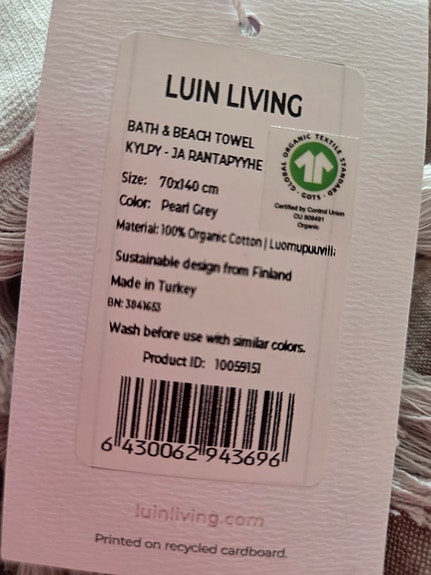 LUIN LIVING
BATH & BEACH TOWEL
KYLPY - JA RANTAPYYHE
GLOBAL ORGANIC TEXTILE STANDARD · GOTS ·
Certified by Control Union
CU 809491
Organic
Size: 70x140 cm
Color: Pearl Grey
Material: 100% Organic Cotton | Luomupuuvilla
Sustainable design from Finland
Made in Turkey
BN: 3841653
Wash before use with similar colors.
Product ID: 10059151
6 430062 943696
luinliving.com
Printed on recycled cardboard.